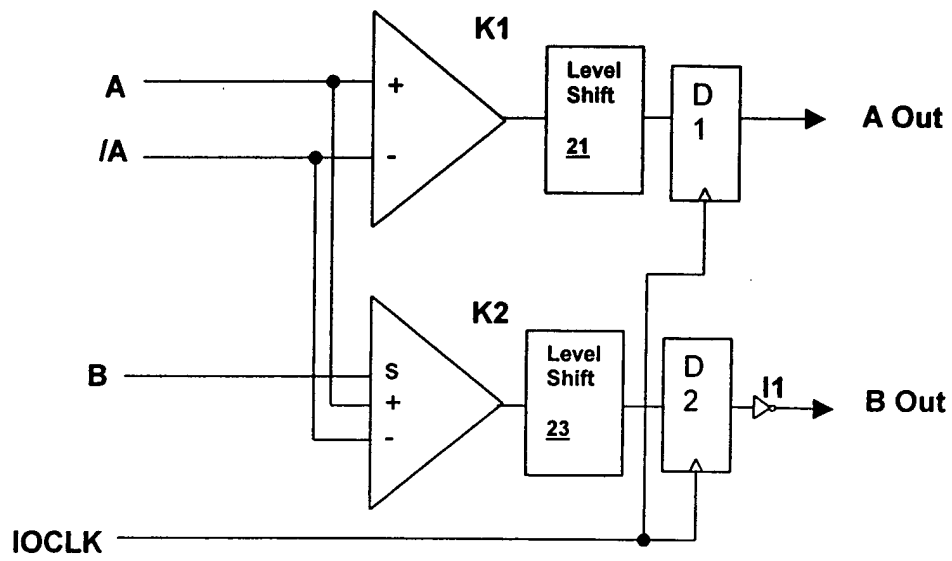 K1
A
+
Level
Shift
21
D
1
A Out
/A
-
K2
B
S
+
-
Level
Shift
23
D
2
I1
B Out
IOCLK